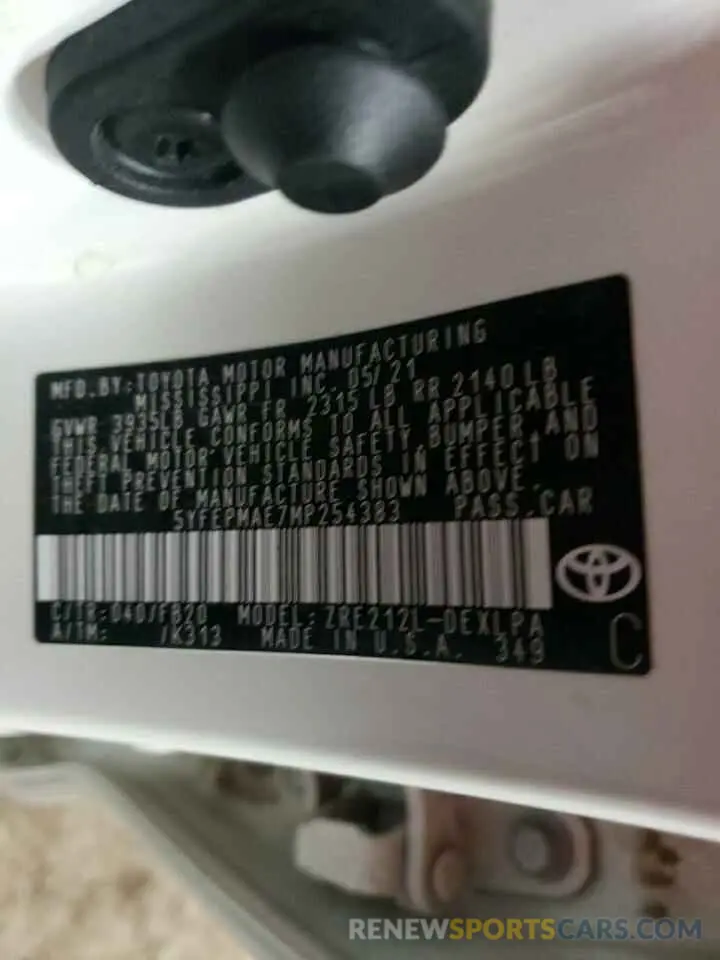 MFD.BY:TOYOTA MOTOR MANUFACTURING
MISSISSIPPI INC. 05/21
GVWR 3935LB GAWR FR 2315 LB RR 2140 LB
THIS VEHICLE CONFORMS TO ALL APPLICABLE
FEDERAL MOTOR VEHICLE SAFETY, BUMPER AND
THEFT PREVENTION STANDARDS IN EFFECT ON
THE DATE OF MANUFACTURE SHOWN ABOVE.
5YFEPMAE7MP254383 PASS.CAR
C/TR:040/FB20 MODEL:ZRE212L-DEXLPA
A/TM: /K313 MADE IN U.S.A. 349
C
RENEWSPORTSCARS.COM